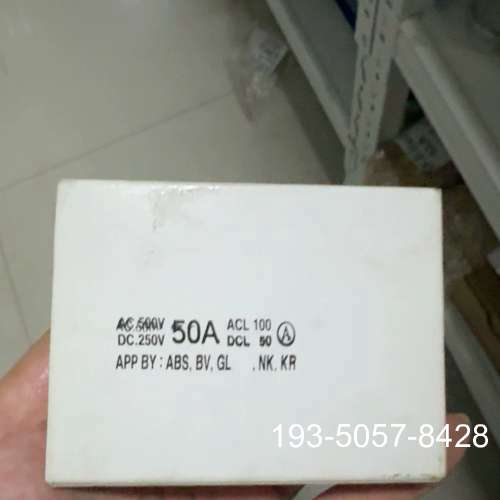 AC.500V 50A ACL 100
DC.250V DCL 50 Ⓐ
APP BY : ABS, BV, GL , NK, KR
193-5057-8428